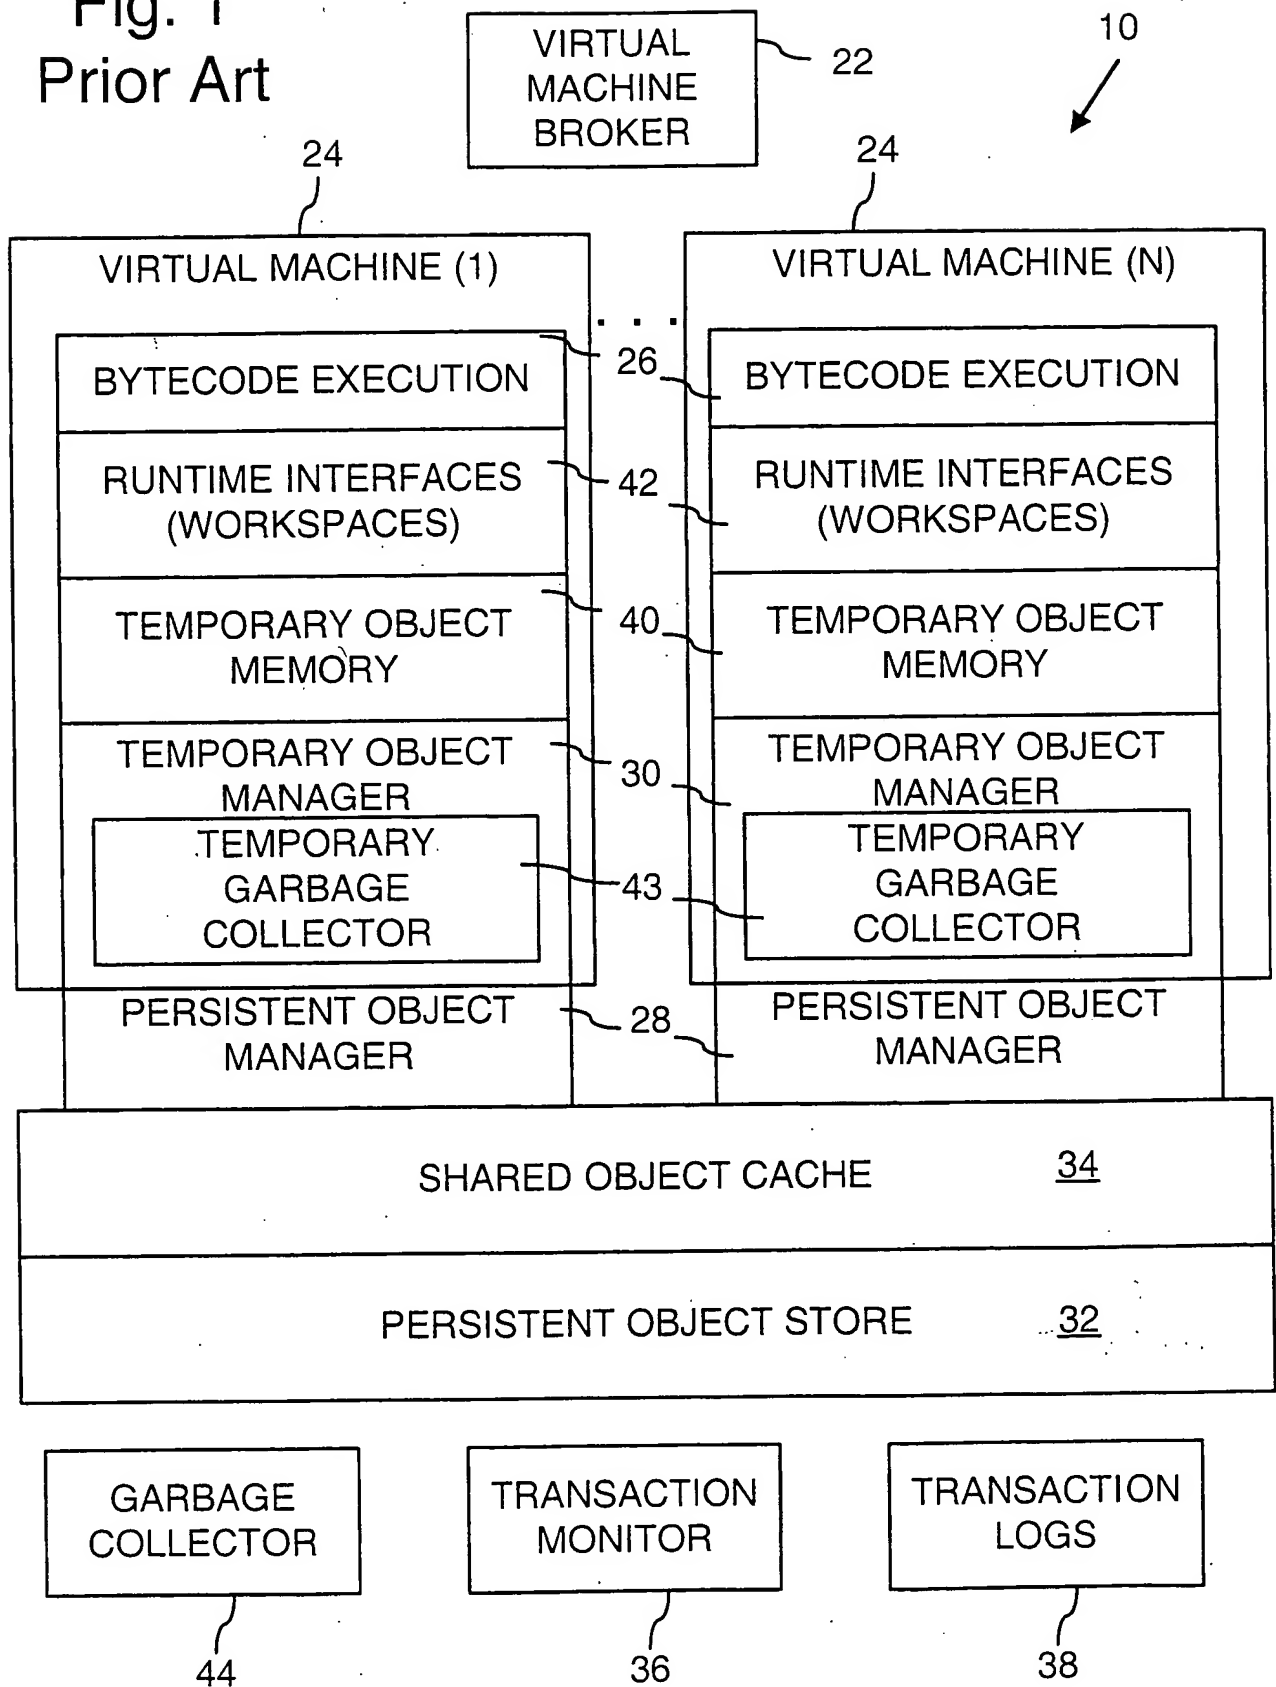 Fig. 1
Prior Art
VIRTUAL
MACHINE
BROKER
22
10
24
24
VIRTUAL MACHINE (1)
VIRTUAL MACHINE (N)
. . .
BYTECODE EXECUTION
26
BYTECODE EXECUTION
RUNTIME INTERFACES
(WORKSPACES)
42
RUNTIME INTERFACES
(WORKSPACES)
TEMPORARY OBJECT
MEMORY
40
TEMPORARY OBJECT
MEMORY
TEMPORARY OBJECT
MANAGER
30
TEMPORARY OBJECT
MANAGER
TEMPORARY
GARBAGE
COLLECTOR
43
TEMPORARY
GARBAGE
COLLECTOR
PERSISTENT OBJECT
MANAGER
28
PERSISTENT OBJECT
MANAGER
SHARED OBJECT CACHE
34
PERSISTENT OBJECT STORE
32
GARBAGE
COLLECTOR
TRANSACTION
MONITOR
TRANSACTION
LOGS
44
36
38